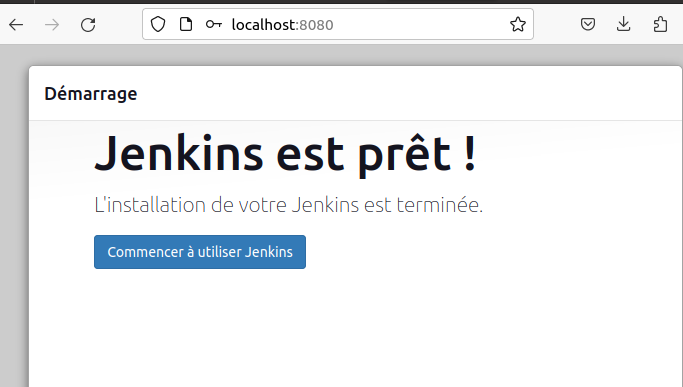 localhost:8080
Démarrage
Jenkins est prêt !
L'installation de votre Jenkins est terminée.
Commencer à utiliser Jenkins